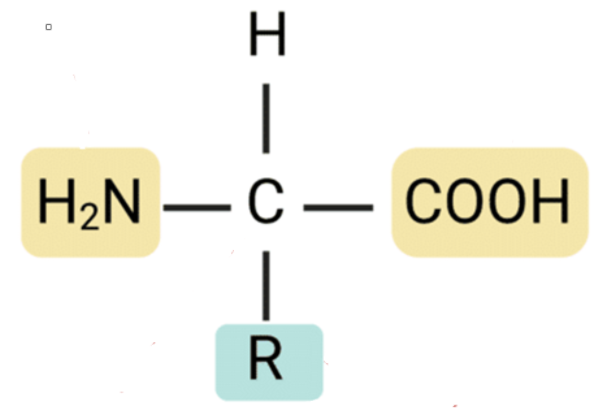 H
H₂N — C — COOH
R